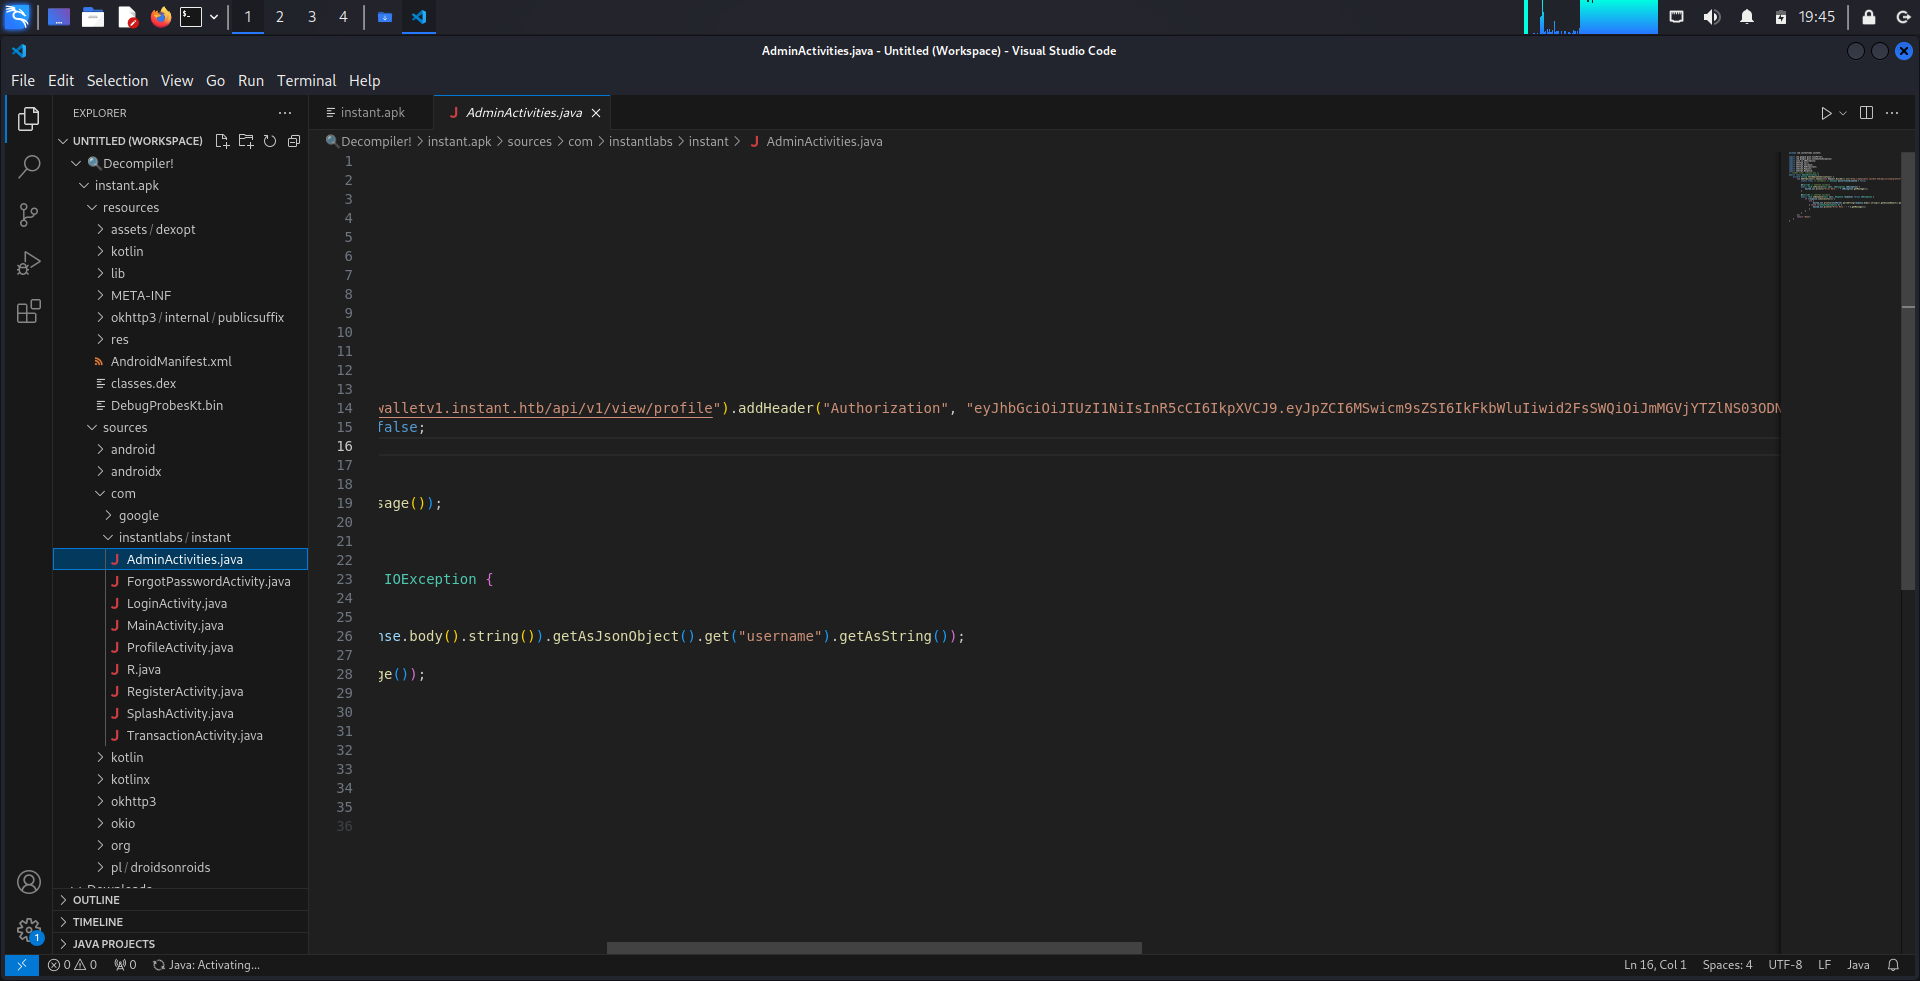 1 2 3 4
19:45
AdminActivities.java - Untitled (Workspace) - Visual Studio Code
File Edit Selection View Go Run Terminal Help
EXPLORER
UNTITLED (WORKSPACE)
🔍Decompiler!
instant.apk
resources
assets / dexopt
kotlin
lib
META-INF
okhttp3 / internal / publicsuffix
res
AndroidManifest.xml
classes.dex
DebugProbesKt.bin
sources
android
androidx
com
google
instantlabs / instant
AdminActivities.java
ForgotPasswordActivity.java
LoginActivity.java
MainActivity.java
ProfileActivity.java
R.java
RegisterActivity.java
SplashActivity.java
TransactionActivity.java
kotlin
kotlinx
okhttp3
okio
org
pl / droidsonroids
OUTLINE
TIMELINE
JAVA PROJECTS
instant.apk
AdminActivities.java
🔍Decompiler! > instant.apk > sources > com > instantlabs > instant > AdminActivities.java
1
2
3
4
5
6
7
8
9
10
11
12
13
14 walletv1.instant.htb/api/v1/view/profile").addHeader("Authorization", "eyJhbGciOiJIUzI1NiIsInR5cCI6IkpXVCJ9.eyJpZCI6MSwicm9sZSI6IkFkbWluIiwid2FsSWQiOiJmMGVjYTZlNS03ODN
15 false;
16
17
18
19 sage());
20
21
22
23 IOException {
24
25
26 nse.body().string()).getAsJsonObject().get("username").getAsString());
27
28 ge());
29
30
31
32
33
34
35
36
0 0 0 Java: Activating...
Ln 16, Col 1 Spaces: 4 UTF-8 LF Java
1